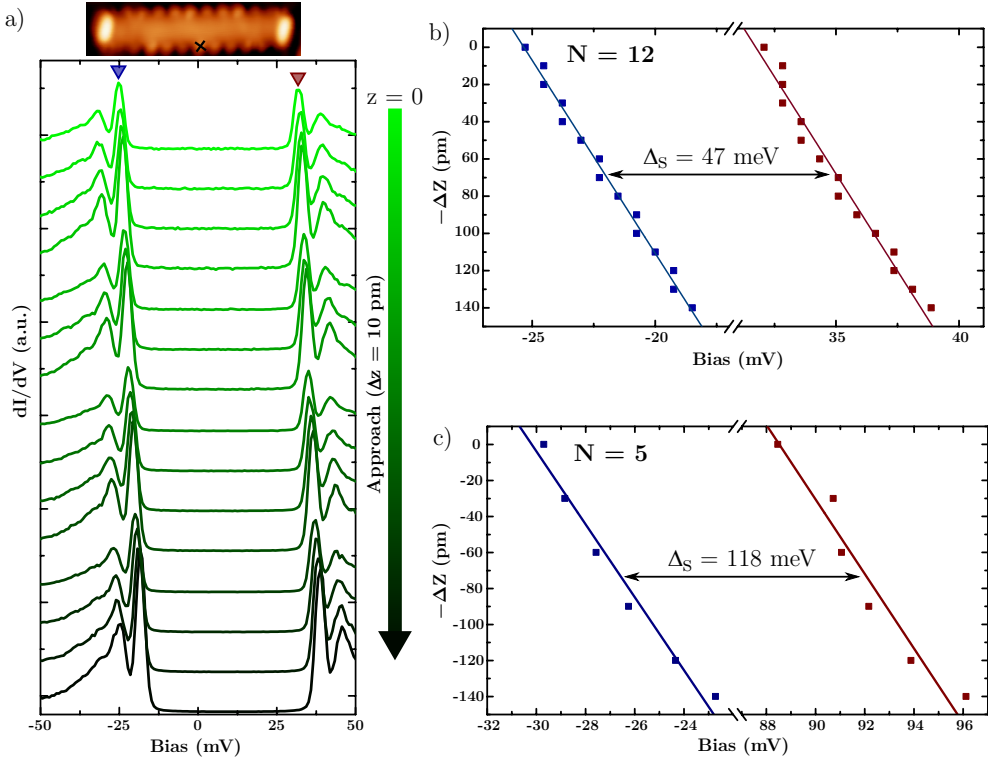 a)
z = 0
dI/dV (a.u.)
Approach (Δz = 10 pm)
-50 -25 0 25 50
Bias (mV)
b)
N = 12
Δs = 47 meV
−ΔZ (pm)
0
20
40
60
80
100
120
140
-25 -20 35 40
Bias (mV)
c)
N = 5
Δs = 118 meV
−ΔZ (pm)
0
-20
-40
-60
-80
-100
-120
-140
-32 -30 -28 -26 -24 88 90 92 94 96
Bias (mV)